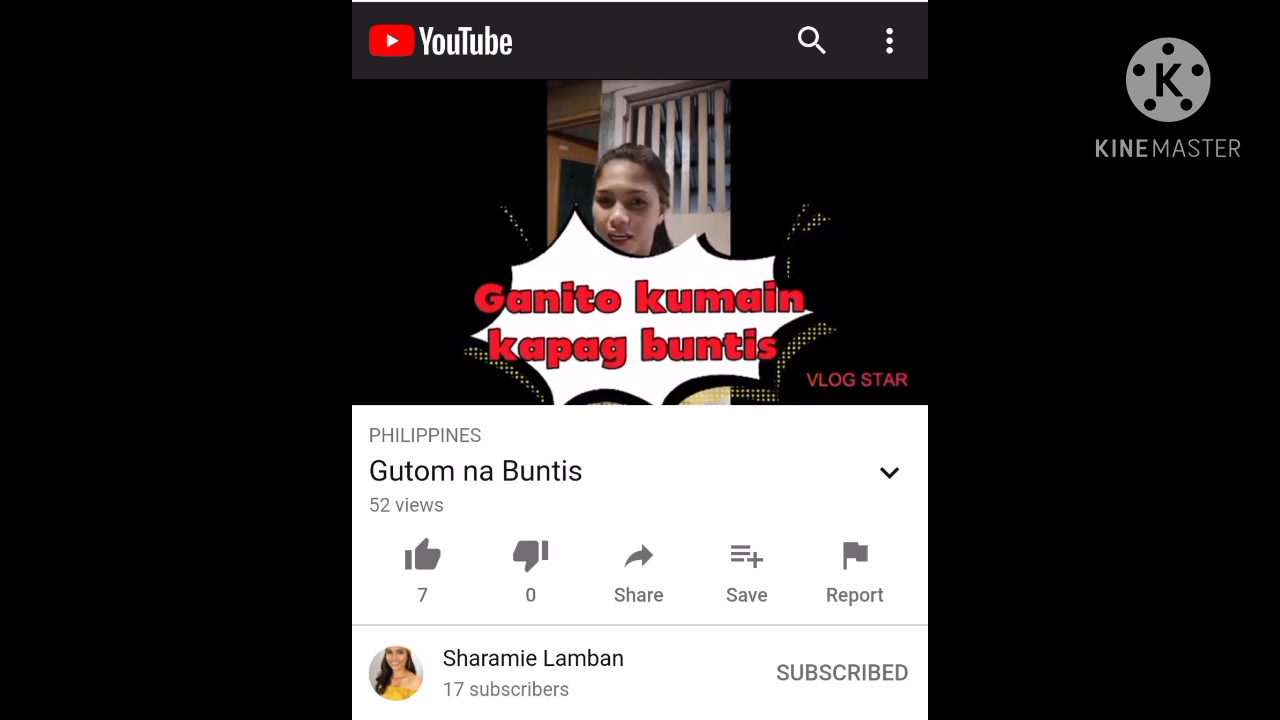 YouTube
K
KINEMASTER
Ganito kumain
kapag buntis
VLOG STAR
PHILIPPINES
Gutom na Buntis
52 views
7
0
Share
Save
Report
Sharamie Lamban
17 subscribers
SUBSCRIBED